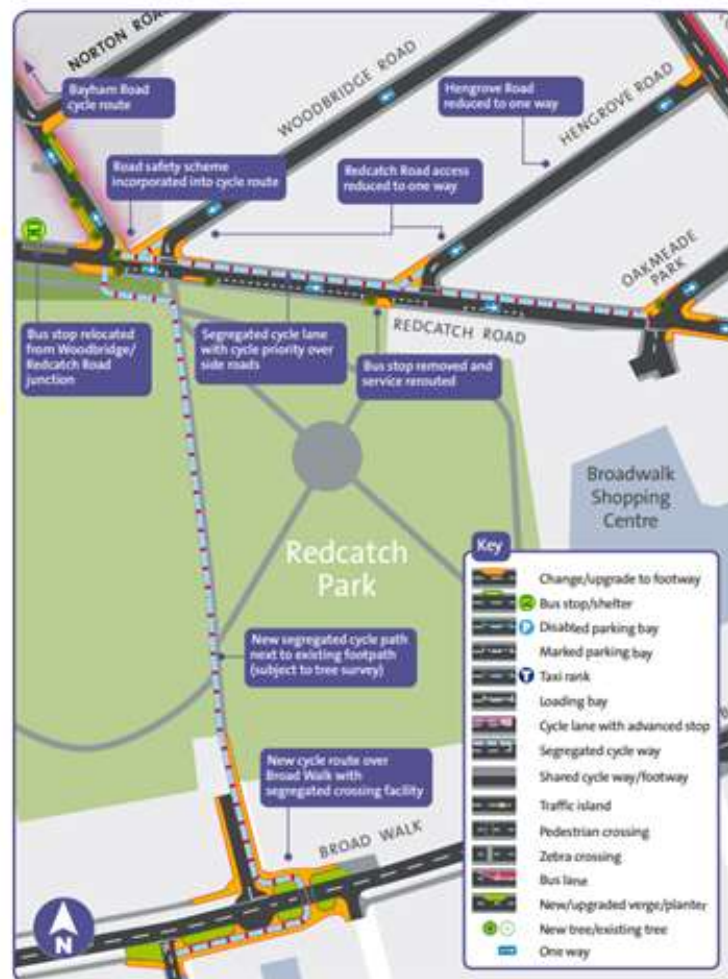 NORTON ROAD
Bayham Road
cycle route
WOODBRIDGE ROAD
Hengrove Road
reduced to one way
HENGROVE ROAD
Road safety scheme
incorporated into cycle route
Redcatch Road access
reduced to one way
OAKMEADE
PARK
Bus stop relocated
from Woodbridge/
Redcatch Road
junction
Segregated cycle lane
with cycle priority over
side roads
REDCATCH ROAD
Bus stop removed and
service rerouted
Broadwalk
Shopping
Centre
Redcatch
Park
New segregated cycle path
next to existing footpath
(subject to tree survey)
New cycle route over
Broad Walk with
segregated crossing facility
BROAD WALK
N
Key
Change/upgrade to footway
Bus stop/shelter
P Disabled parking bay
Marked parking bay
T Taxi rank
Loading bay
Cycle lane with advanced stop
Segregated cycle way
Shared cycle way/footway
Traffic island
Pedestrian crossing
Zebra crossing
Bus lane
New/upgraded verge/planter
New tree/existing tree
One way